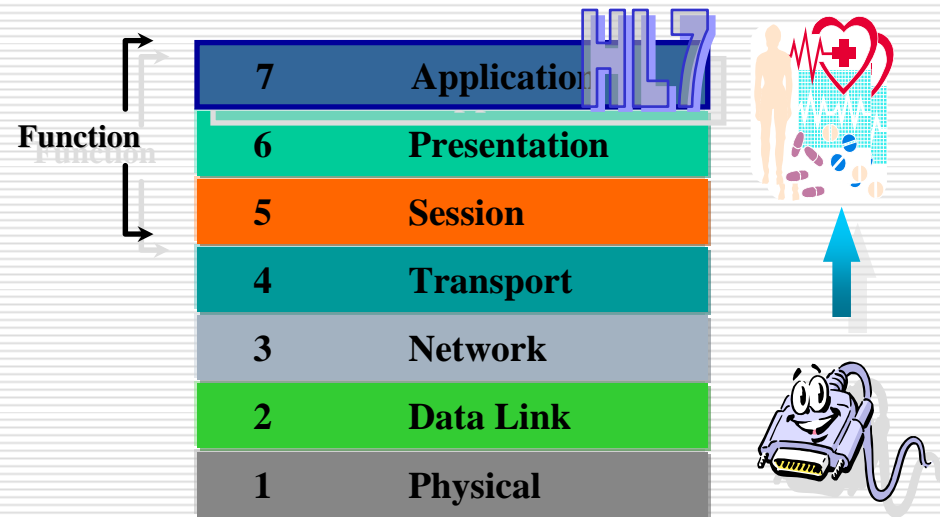 HL7
7 Application
Function
6 Presentation
5 Session
4 Transport
3 Network
2 Data Link
1 Physical